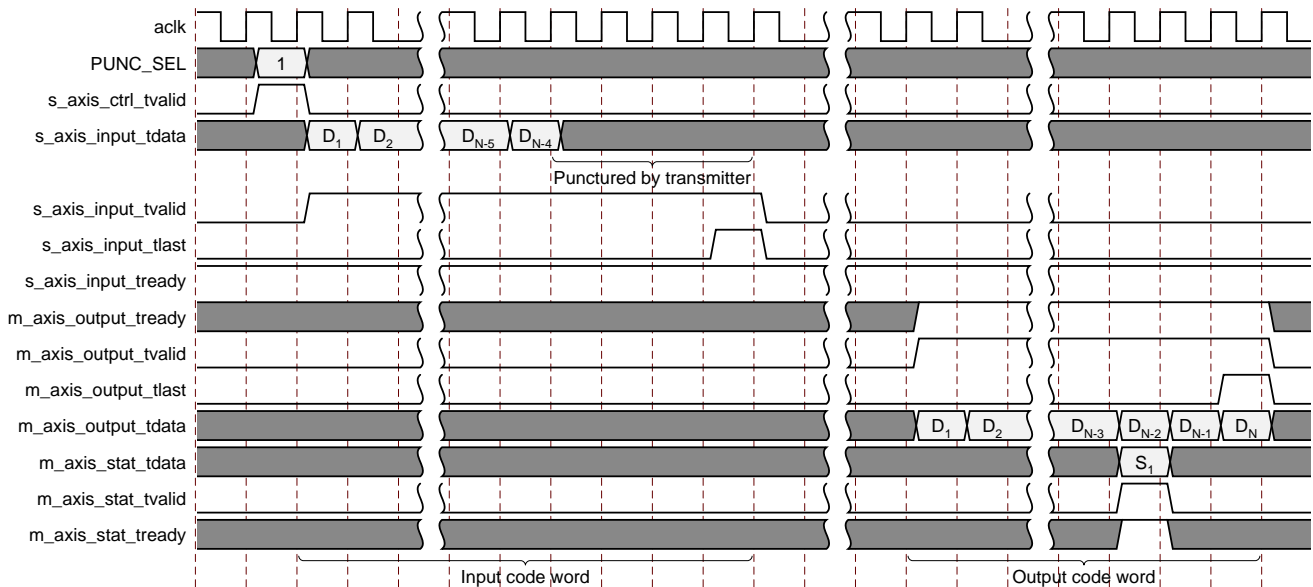 aclk
PUNC_SEL 1
s_axis_ctrl_tvalid
s_axis_input_tdata D1 D2 DN-5 DN-4
Punctured by transmitter
s_axis_input_tvalid
s_axis_input_tlast
s_axis_input_tready
m_axis_output_tready
m_axis_output_tvalid
m_axis_output_tlast
m_axis_output_tdata D1 D2 DN-3 DN-2 DN-1 DN
m_axis_stat_tdata S1
m_axis_stat_tvalid
m_axis_stat_tready
Input code word Output code word